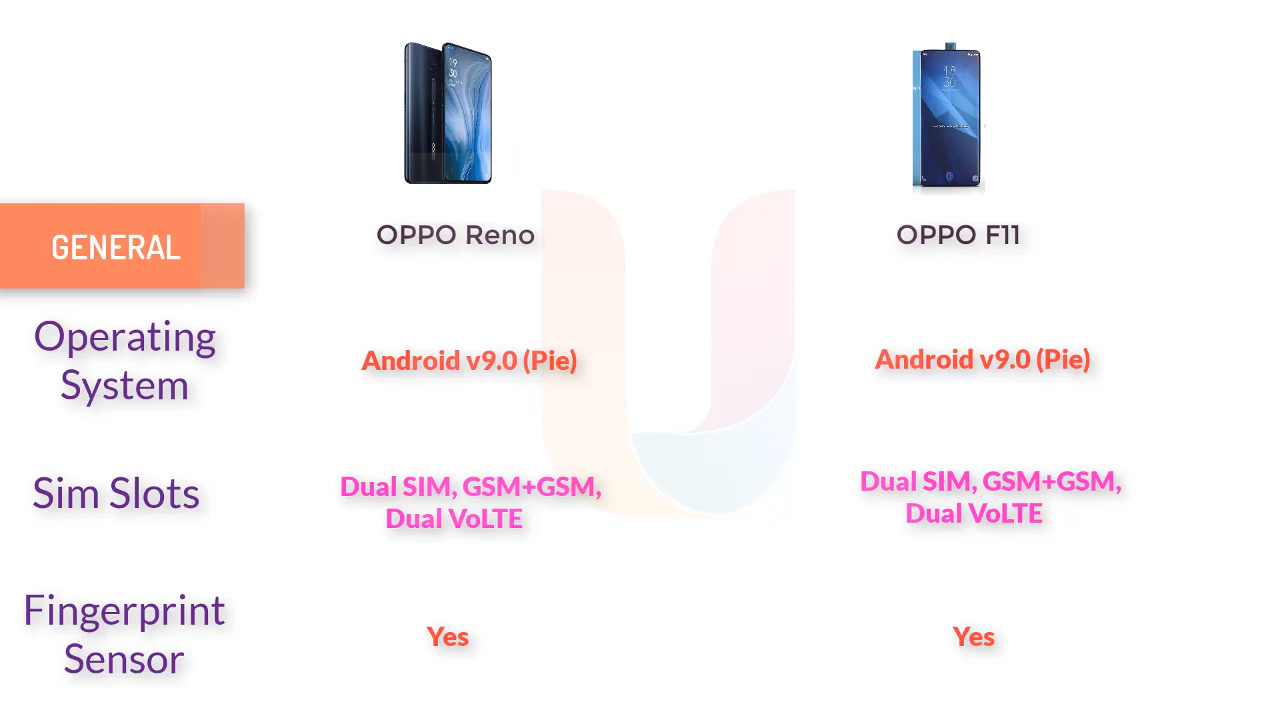 OPPO Reno
OPPO F11
GENERAL
Operating
System
Android v9.0 (Pie)
Android v9.0 (Pie)
Sim Slots
Dual SIM, GSM+GSM,
Dual VoLTE
Dual SIM, GSM+GSM,
Dual VoLTE
Fingerprint
Sensor
Yes
Yes